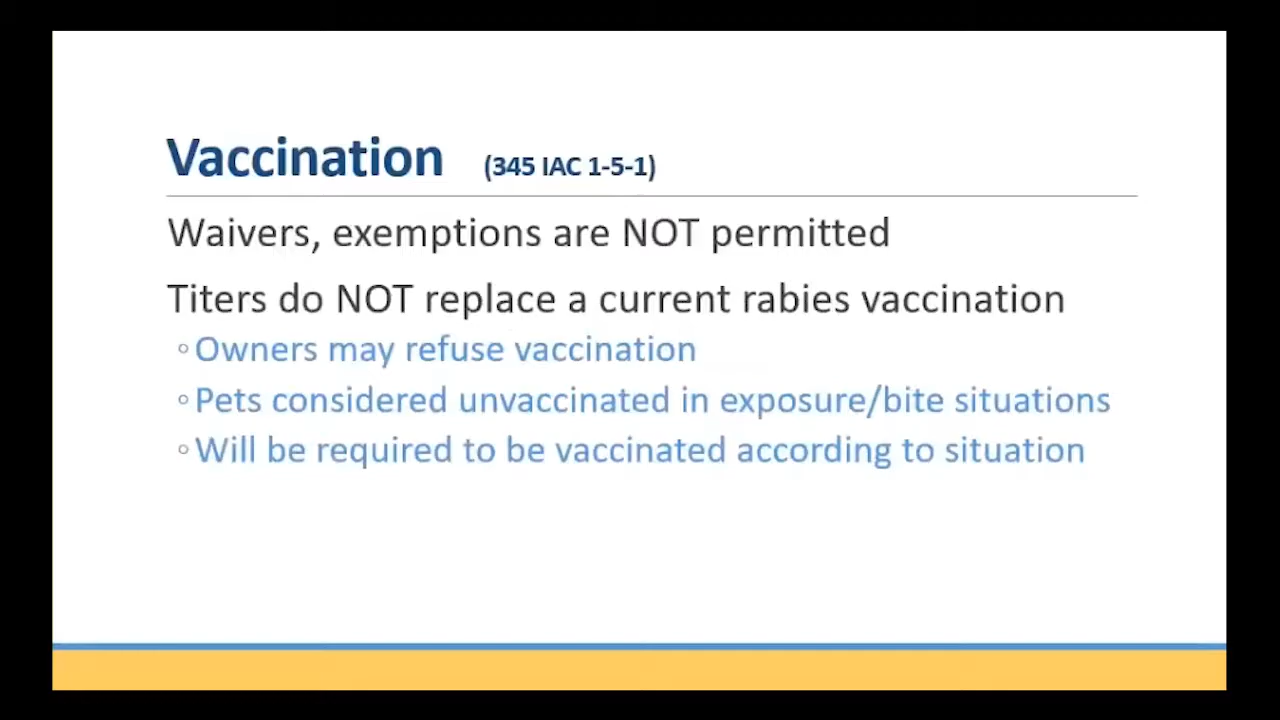 Vaccination (345 IAC 1-5-1)
Waivers, exemptions are NOT permitted
Titers do NOT replace a current rabies vaccination
◦ Owners may refuse vaccination
◦ Pets considered unvaccinated in exposure/bite situations
◦ Will be required to be vaccinated according to situation